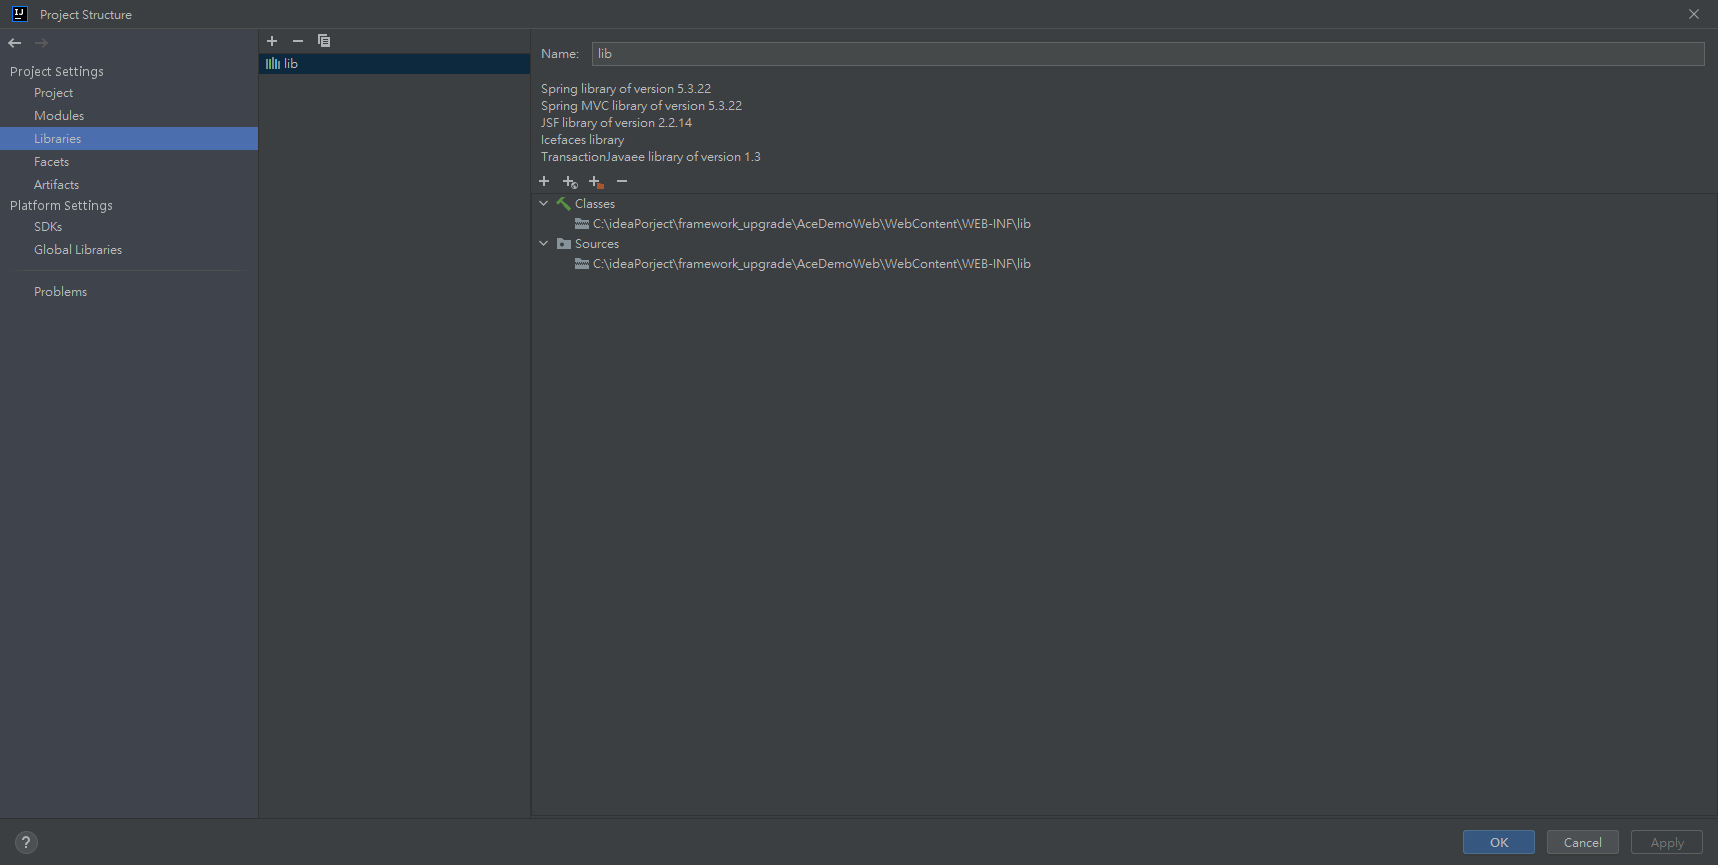 IJ
Project Structure
Project Settings
Project
Modules
Libraries
Facets
Artifacts
Platform Settings
SDKs
Global Libraries
Problems
lib
Name: lib
Spring library of version 5.3.22
Spring MVC library of version 5.3.22
JSF library of version 2.2.14
Icefaces library
TransactionJavaee library of version 1.3
Classes
C:\ideaPorject\framework_upgrade\AceDemoWeb\WebContent\WEB-INF\lib
Sources
C:\ideaPorject\framework_upgrade\AceDemoWeb\WebContent\WEB-INF\lib
?
OK Cancel Apply